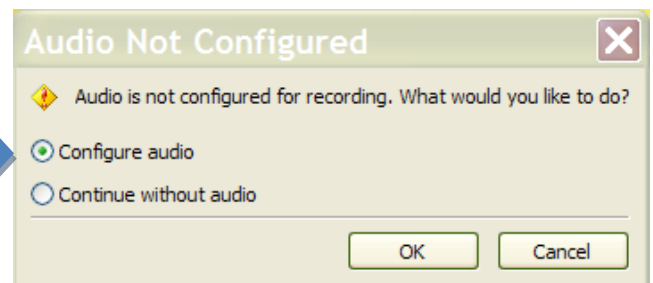 Audio Not Configured
Audio is not configured for recording. What would you like to do?
Configure audio
Continue without audio
OK Cancel